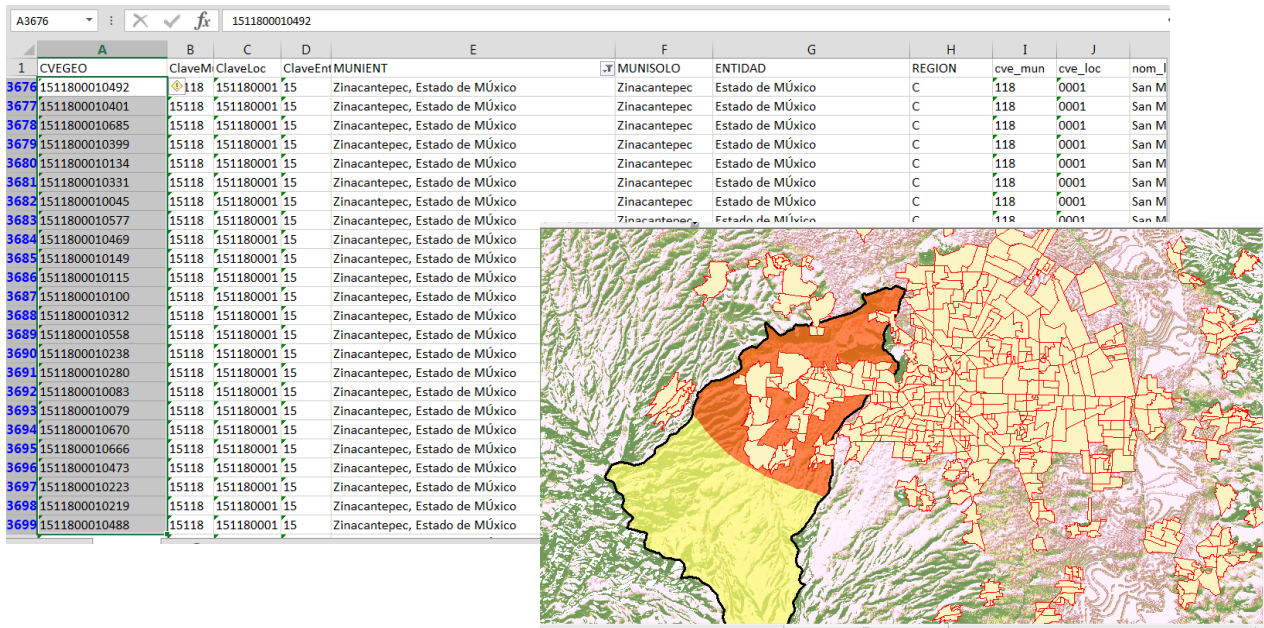 A3676 fx 1511800010492
A B C D E F G H I J
1 CVEGEO ClaveMu ClaveLoc ClaveEnt MUNIENT MUNISOLO ENTIDAD REGION cve_mun cve_loc nom_l
3676 1511800010492 118 151180001 15 Zinacantepec, Estado de MÚxico Zinacantepec Estado de MÚxico C 118 0001 San M
3677 1511800010401 15118 151180001 15 Zinacantepec, Estado de MÚxico Zinacantepec Estado de MÚxico C 118 0001 San M
3678 1511800010685 15118 151180001 15 Zinacantepec, Estado de MÚxico Zinacantepec Estado de MÚxico C 118 0001 San M
3679 1511800010399 15118 151180001 15 Zinacantepec, Estado de MÚxico Zinacantepec Estado de MÚxico C 118 0001 San M
3680 1511800010134 15118 151180001 15 Zinacantepec, Estado de MÚxico Zinacantepec Estado de MÚxico C 118 0001 San M
3681 1511800010331 15118 151180001 15 Zinacantepec, Estado de MÚxico Zinacantepec Estado de MÚxico C 118 0001 San M
3682 1511800010045 15118 151180001 15 Zinacantepec, Estado de MÚxico Zinacantepec Estado de MÚxico C 118 0001 San M
3683 1511800010577 15118 151180001 15 Zinacantepec, Estado de MÚxico Zinacantepec Estado de MÚxico C 118 0001 San M
3684 1511800010469 15118 151180001 15 Zinacantepec, Estado de MÚxico
3685 1511800010149 15118 151180001 15 Zinacantepec, Estado de MÚxico
3686 1511800010115 15118 151180001 15 Zinacantepec, Estado de MÚxico
3687 1511800010100 15118 151180001 15 Zinacantepec, Estado de MÚxico
3688 1511800010312 15118 151180001 15 Zinacantepec, Estado de MÚxico
3689 1511800010295 15118 151180001 15 Zinacantepec, Estado de MÚxico
3690 1511800010238 15118 151180001 15 Zinacantepec, Estado de MÚxico
3691 1511800010280 15118 151180001 15 Zinacantepec, Estado de MÚxico
3692 1511800010083 15118 151180001 15 Zinacantepec, Estado de MÚxico
3693 1511800010079 15118 151180001 15 Zinacantepec, Estado de MÚxico
3694 1511800010670 15118 151180001 15 Zinacantepec, Estado de MÚxico
3695 1511800010666 15118 151180001 15 Zinacantepec, Estado de MÚxico
3696 1511800010473 15118 151180001 15 Zinacantepec, Estado de MÚxico
3697 1511800010223 15118 151180001 15 Zinacantepec, Estado de MÚxico
3698 1511800010219 15118 151180001 15 Zinacantepec, Estado de MÚxico
3699 1511800010488 15118 151180001 15 Zinacantepec, Estado de MÚxico